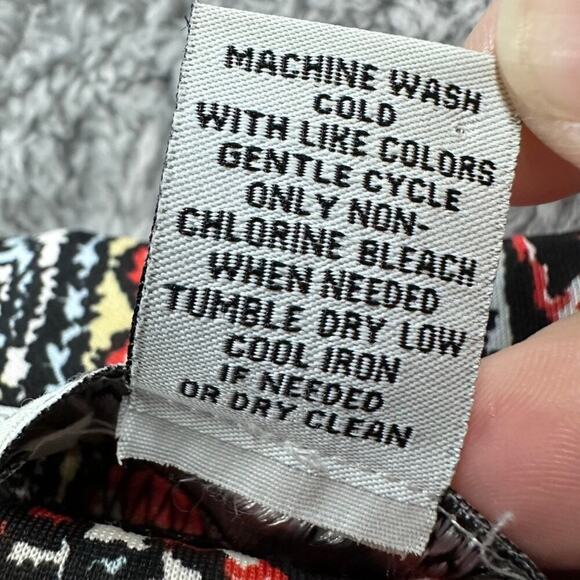 MACHINE WASH
COLD
WITH LIKE COLORS
GENTLE CYCLE
ONLY NON-
CHLORINE BLEACH
WHEN NEEDED
TUMBLE DRY LOW
COOL IRON
IF NEEDED
OR DRY CLEAN